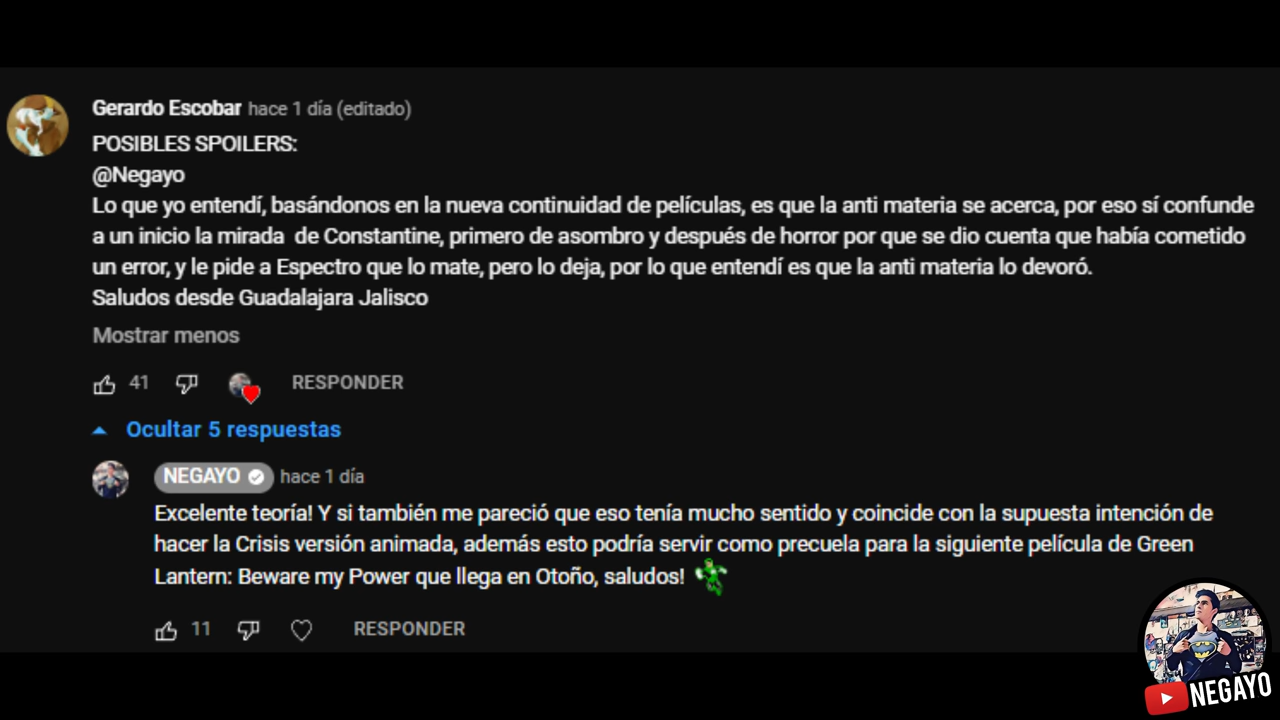 Gerardo Escobar hace 1 día (editado)
POSIBLES SPOILERS:
@Negayo
Lo que yo entendí, basándonos en la nueva continuidad de películas, es que la anti materia se acerca, por eso sí confunde
a un inicio la mirada  de Constantine, primero de asombro y después de horror por que se dio cuenta que había cometido
un error, y le pide a Espectro que lo mate, pero lo deja, por lo que entendí es que la anti materia lo devoró.
Saludos desde Guadalajara Jalisco
Mostrar menos
41 RESPONDER
Ocultar 5 respuestas
NEGAYO hace 1 día
Excelente teoría! Y si también me pareció que eso tenía mucho sentido y coincide con la supuesta intención de
hacer la Crisis versión animada, además esto podría servir como precuela para la siguiente película de Green
Lantern: Beware my Power que llega en Otoño, saludos!
11 RESPONDER
NEGAYO